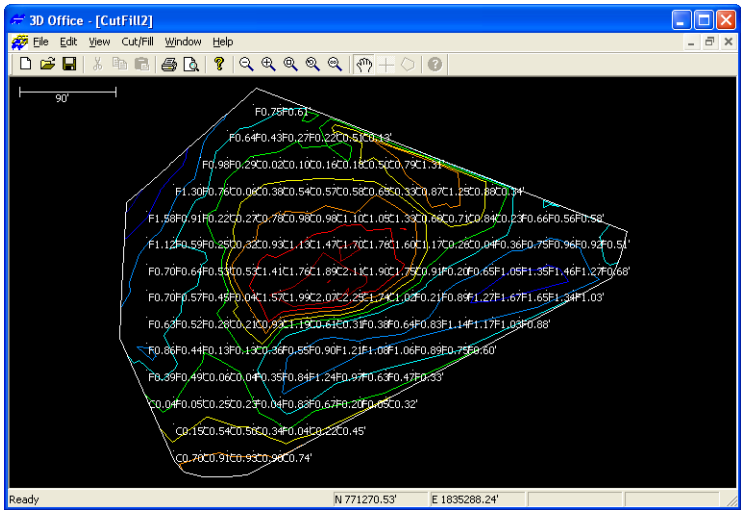 3D Office - [CutFill2]
File Edit View Cut/Fill Window Help
90'
F0.75F0.61'
F0.64F0.43F0.27F0.22C0.51C0.13'
F0.98F0.29C0.02C0.10C0.16C0.18C0.50C0.79C1.31'
F1.30F0.76C0.06C0.38C0.54C0.57C0.58C0.65C0.33C0.87C1.25C0.88C0.34'
F1.58F0.91F0.22C0.27C0.78C0.98C0.98C1.10C1.05C1.33C0.66C0.71C0.84C0.23F0.66F0.56F0.58'
F1.12F0.59F0.25C0.32C0.93C1.13C1.47C1.70C1.76C1.60C1.17C0.26C0.04F0.36F0.75F0.96F0.92F0.51'
F0.70F0.64F0.53C0.53C1.41C1.76C1.89C2.11C1.90C1.75C0.91F0.20F0.65F1.05F1.35F1.46F1.27F0.68'
F0.70F0.57F0.45F0.04C1.57C1.99C2.07C2.25C1.74C1.02F0.21F0.89F1.27F1.67F1.65F1.34F1.03'
F0.63F0.52F0.28C0.21C0.93C1.19C0.61C0.31F0.38F0.64F0.83F1.14F1.17F1.03F0.88'
F0.86F0.44F0.13F0.13C0.36F0.55F0.90F1.21F1.08F1.06F0.89F0.75F0.60'
F0.39F0.49C0.06C0.04F0.35F0.84F1.24F0.97F0.63F0.47F0.33'
C0.04F0.05C0.25C0.23F0.04F0.83F0.67F0.20F0.05C0.32'
C0.15C0.54C0.56C0.34F0.04C0.22C0.45'
C0.70C0.91C0.93C0.90C0.74'
Ready N 771270.53' E 1835288.24'